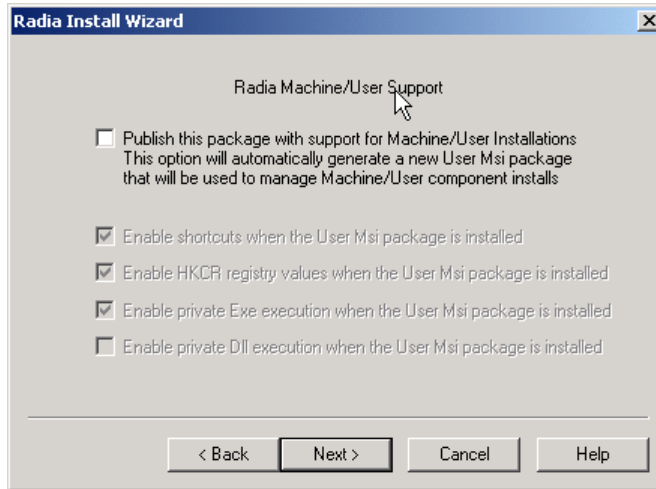 Radia Install Wizard
Radia Machine/User Support
Publish this package with support for Machine/User Installations
This option will automatically generate a new User Msi package
that will be used to manage Machine/User component installs
Enable shortcuts when the User Msi package is installed
Enable HKCR registry values when the User Msi package is installed
Enable private Exe execution when the User Msi package is installed
Enable private Dll execution when the User Msi package is installed
< Back Next > Cancel Help